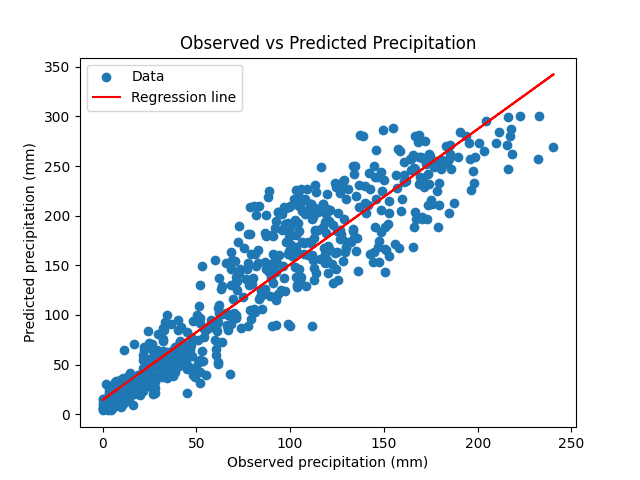 Observed vs Predicted Precipitation
Data
Regression line
Predicted precipitation (mm)
350
300
250
200
150
100
50
0
0 50 100 150 200 250
Observed precipitation (mm)